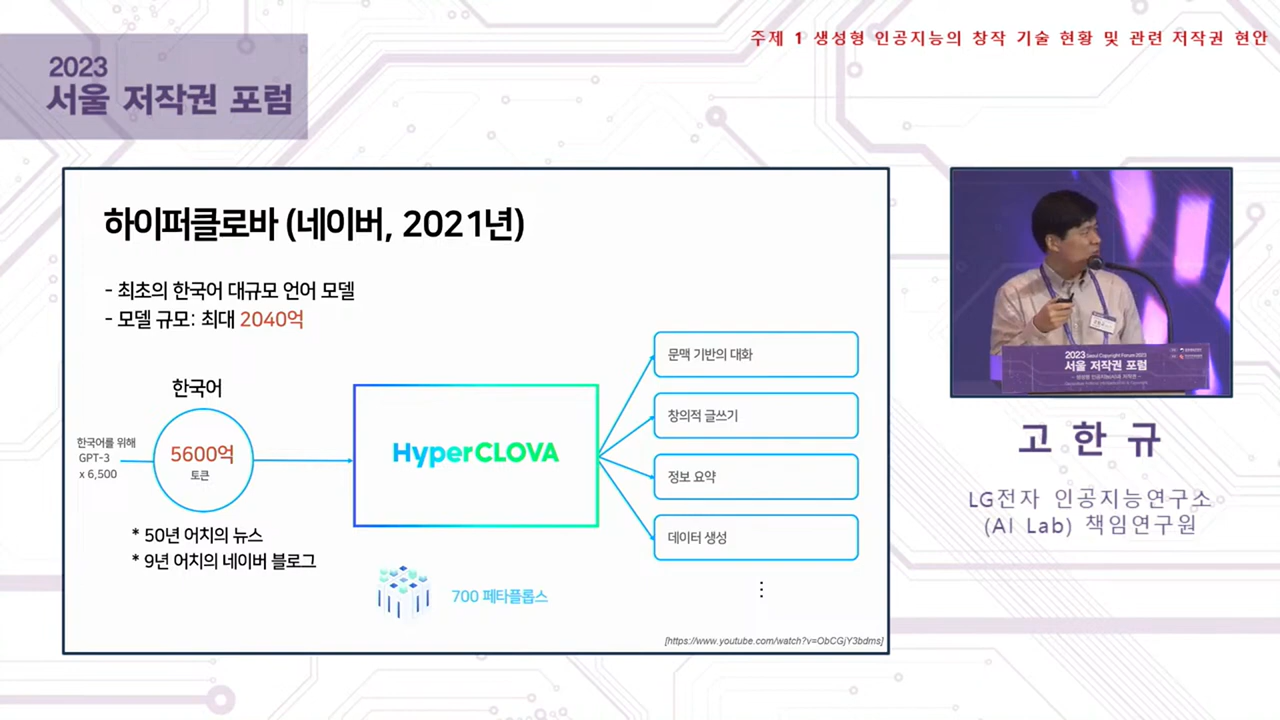 주제 1 생성형 인공지능의 창작 기술 현황 및 관련 저작권 현안
2023
서울 저작권 포럼
하이퍼클로바 (네이버, 2021년)
- 최초의 한국어 대규모 언어 모델
- 모델 규모: 최대 2040억
한국어
한국어를 위해
GPT-3
x 6,500
5600억
토큰
* 50년 어치의 뉴스
* 9년 어치의 네이버 블로그
HyperCLOVA
700 페타플롭스
문맥 기반의 대화
창의적 글쓰기
정보 요약
데이터 생성
⋮
[https://www.youtube.com/watch?v=ObCGjY3bdms]
2023 Seoul Copyright Forum 2023
서울 저작권 포럼
고 한 규
LG전자 인공지능연구소
(AI Lab) 책임연구원